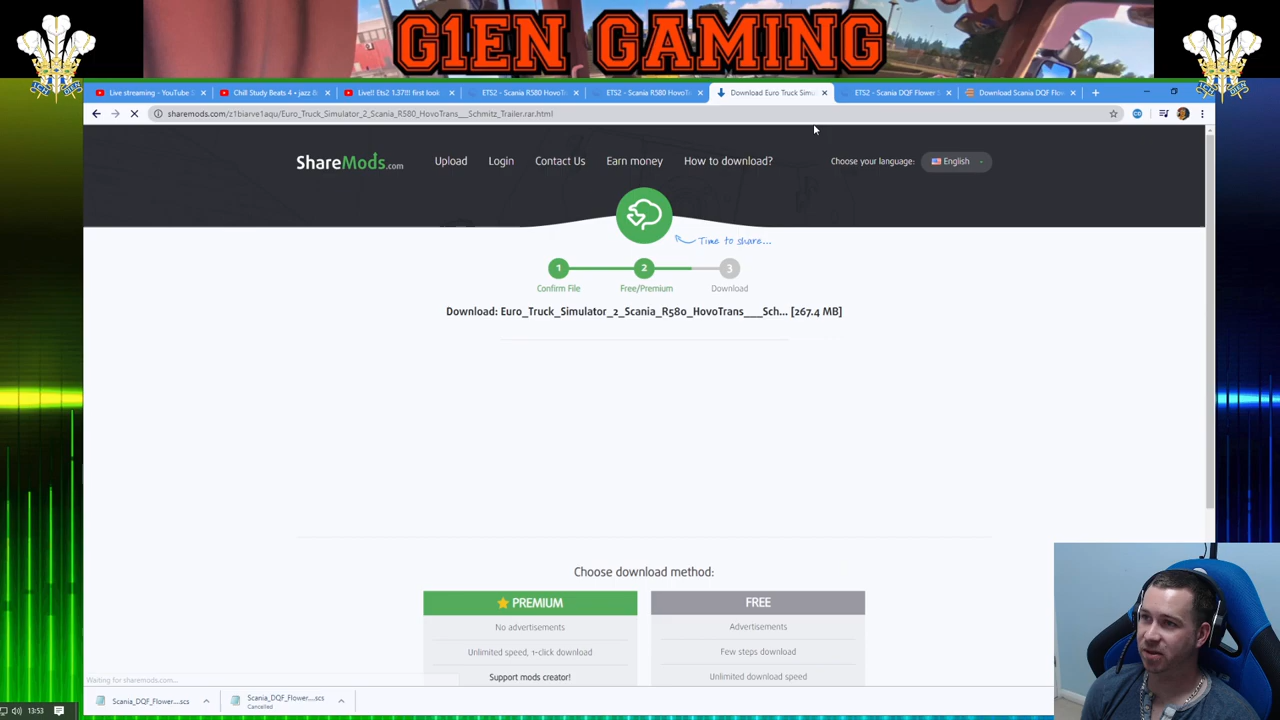 G1EN GAMING
Live streaming - YouTube S
Chill Study Beats 4 • jazz &
Live!! Ets2 1.37!!! first look
ETS2 - Scania R580 HovoTr
ETS2 - Scania R580 HovoTr
Download Euro Truck Simu
ETS2 - Scania DQF Flower S
Download Scania DQF Flow
sharemods.com/z1biarve1aqu/Euro_Truck_Simulator_2_Scania_R580_HovoTrans__Schmitz_Trailer.rar.html
ShareMods.com
Upload
Login
Contact Us
Earn money
How to download?
Choose your language:
English
Time to share...
1
2
3
Confirm File
Free/Premium
Download
Download: Euro_Truck_Simulator_2_Scania_R580_HovoTrans___Sch... [267.4 MB]
Choose download method:
PREMIUM
FREE
No advertisements
Advertisements
Unlimited speed, 1-click download
Few steps download
Support mods creator!
Unlimited download speed
Waiting for sharemods.com...
Scania_DQF_Flower....scs
Scania_DQF_Flower....scs
Cancelled
13:53